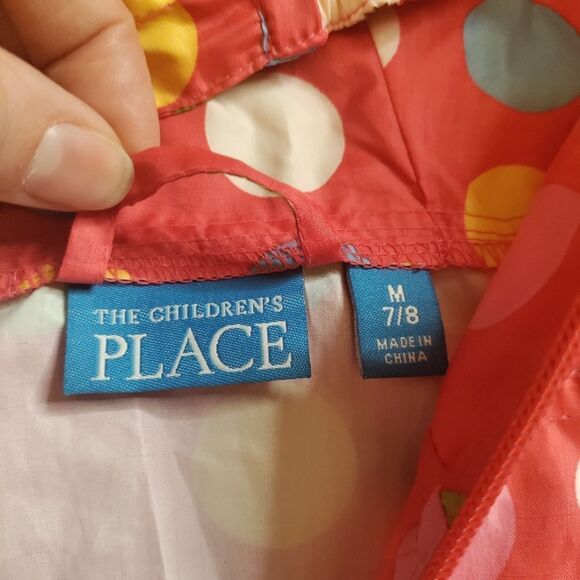 THE CHILDREN'S
PLACE
M
7/8
MADE IN
CHINA